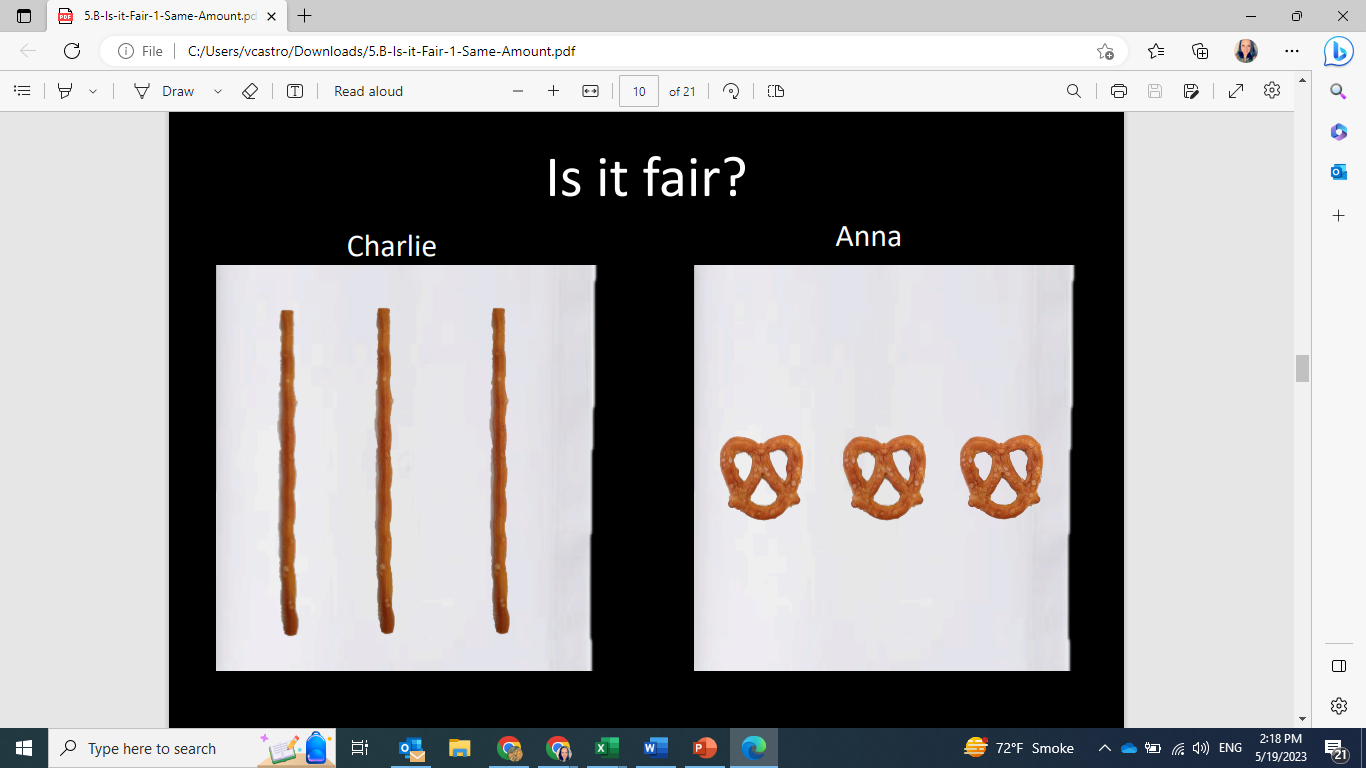 5.B-Is-it-Fair-1-Same-Amount.pd
File
C:/Users/vcastro/Downloads/5.B-Is-it-Fair-1-Same-Amount.pdf
Draw
Read aloud
10
of 21
Is it fair?
Charlie
Anna
Type here to search
72°F Smoke
ENG
2:18 PM
5/19/2023
21